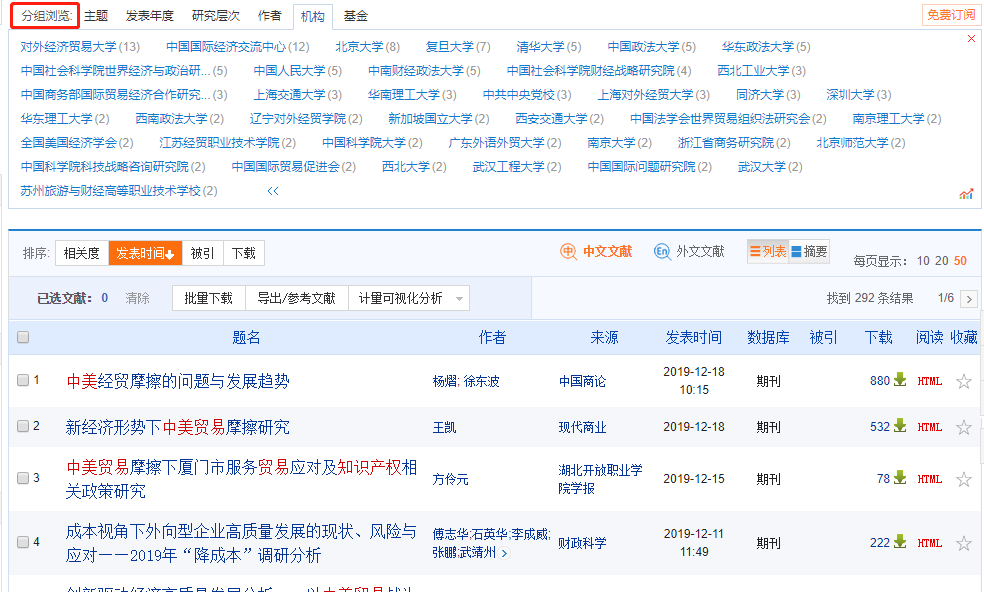 分组浏览: 主题 发表年度 研究层次 作者 机构 基金 免费订阅
对外经济贸易大学(13) 中国国际经济交流中心(12) 北京大学(8) 复旦大学(7) 清华大学(5) 中国政法大学(5) 华东政法大学(5)
中国社会科学院世界经济与政治研...(5) 中国人民大学(5) 中南财经政法大学(5) 中国社会科学院财经战略研究院(4) 西北工业大学(3)
中国商务部国际贸易经济合作研究...(3) 上海交通大学(3) 华南理工大学(3) 中共中央党校(3) 上海对外经贸大学(3) 同济大学(3) 深圳大学(3)
华东理工大学(2) 西南政法大学(2) 辽宁对外经贸学院(2) 新加坡国立大学(2) 西安交通大学(2) 中国法学会世界贸易组织法研究会(2) 南京理工大学(2)
全国美国经济学会(2) 江苏经贸职业技术学院(2) 中国科学院大学(2) 广东外语外贸大学(2) 南京大学(2) 浙江省商务研究院(2) 北京师范大学(2)
中国科学院科技战略咨询研究院(2) 中国国际贸易促进会(2) 西北大学(2) 武汉工程大学(2) 中国国际问题研究院(2) 武汉大学(2)
苏州旅游与财经高等职业技术学校(2) <<
排序: 相关度 发表时间↓ 被引 下载 中 中文文献 En 外文文献 列表 摘要 每页显示: 10 20 50
已选文献: 0 清除 批量下载 导出/参考文献 计量可视化分析 找到 292 条结果 1/6 >
题名 作者 来源 发表时间 数据库 被引 下载 阅读 收藏
1 中美经贸摩擦的问题与发展趋势 杨熠; 徐东波 中国商论 2019-12-18 10:15 期刊 880 HTML
2 新经济形势下中美贸易摩擦研究 王凯 现代商业 2019-12-18 期刊 532 HTML
3 中美贸易摩擦下厦门市服务贸易应对及知识产权相
关政策研究 方伶元 湖北开放职业学
院学报 2019-12-15 期刊 78 HTML
4 成本视角下外向型企业高质量发展的现状、风险与
应对——2019年“降成本”调研分析 傅志华;石英华;李成威;
张鹏;武靖州 > 财政科学 2019-12-11
11:49 期刊 222 HTML